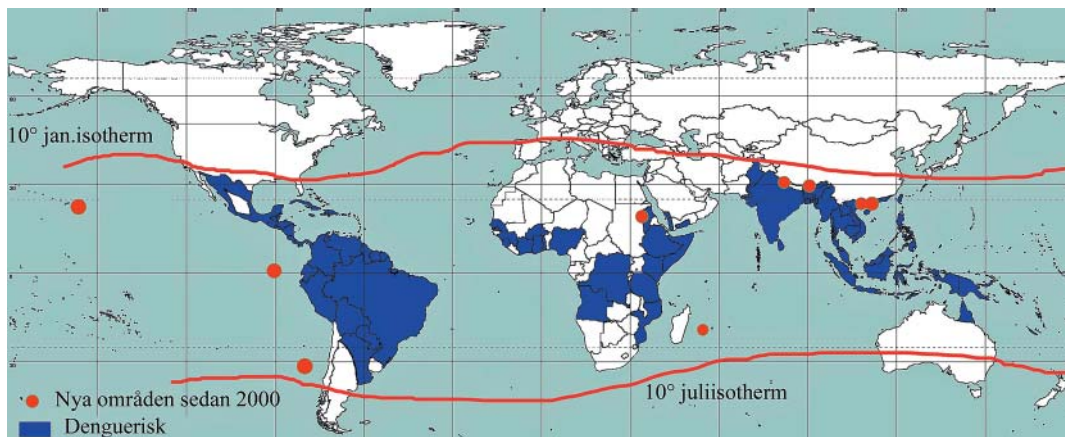 10° jan.isotherm
10° juliisotherm
Nya områden sedan 2000
Denguerisk